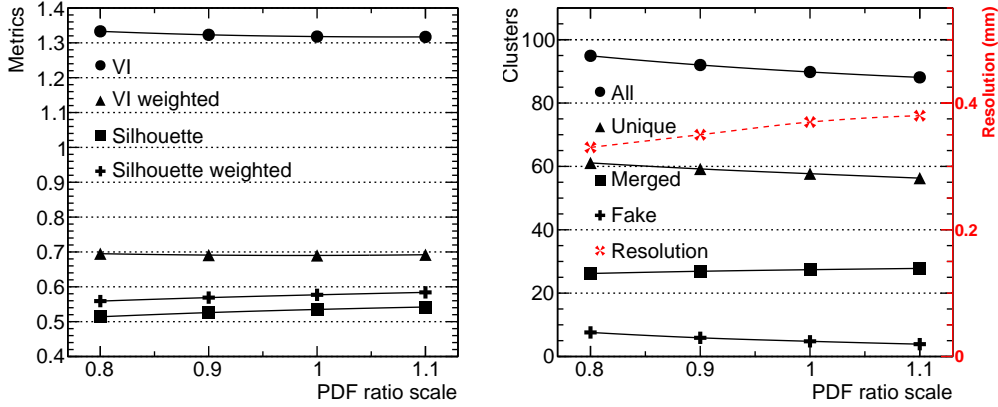 Metrics
1.4
1.3
1.2
1.1
1
0.9
0.8
0.7
0.6
0.5
0.4
VI
VI weighted
Silhouette
Silhouette weighted
0.8 0.9 1 1.1
PDF ratio scale
Clusters
100
80
60
40
20
0
All
Unique
Merged
Fake
Resolution
0.8 0.9 1 1.1
PDF ratio scale
Resolution (mm)
0.4
0.2
0